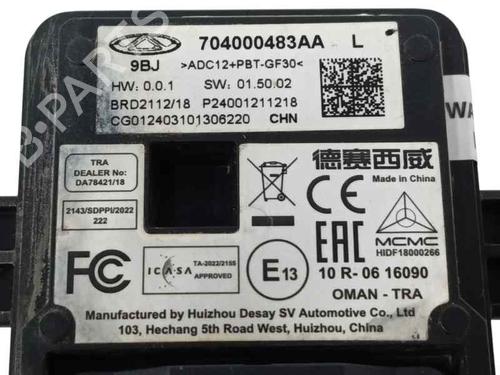 704000483AA L
9BJ >ADC12+PBT-GF30<
HW: 0.0.1 SW: 01.50.02
BRD2112/18 P24001211218
CG012403101306220 CHN
TRA
DEALER No:
DA78421/18
2143/SDPPI/2022
222
德赛西威
Made in China
CE
EAC
MCMC
HIDF18000266
FC
ICASA
TA-2022/2155
APPROVED
E13
10 R- 06 16090
OMAN - TRA
Manufactured by Huizhou Desay SV Automotive Co., Ltd
103, Hechang 5th Road West, Huizhou, China
B-PARTS
WA